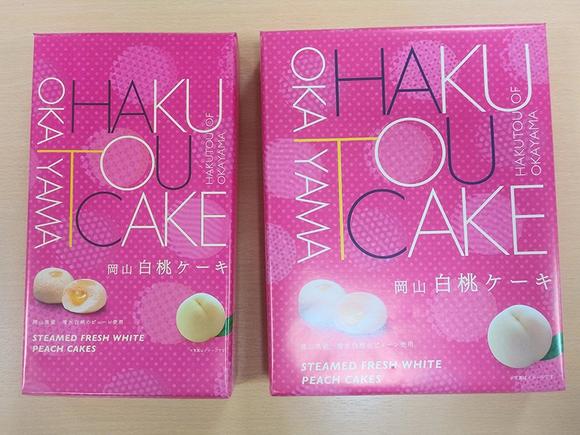 OKAYAMA
HAKU
TOU
CAKE
HAKUTOU OF
OKAYAMA
岡山 白桃ケーキ
STEAMED FRESH WHITE
PEACH CAKES
OKAYAMA
HAKU
TOU
CAKE
HAKUTOU OF
OKAYAMA
岡山 白桃ケーキ
STEAMED FRESH WHITE
PEACH CAKES